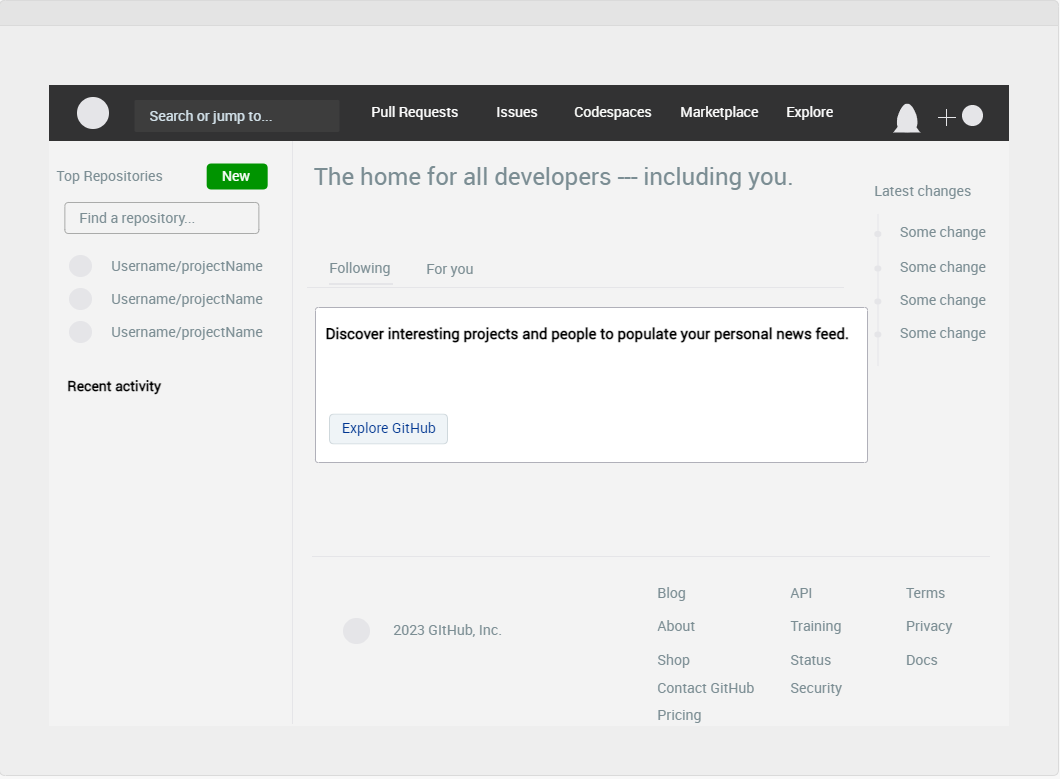 Search or jump to...
Pull Requests
Issues
Codespaces
Marketplace
Explore
Top Repositories
New
Find a repository...
Username/projectName
Username/projectName
Username/projectName
Recent activity
The home for all developers --- including you.
Following
For you
Discover interesting projects and people to populate your personal news feed.
Explore GitHub
Latest changes
Some change
Some change
Some change
Some change
2023 GItHub, Inc.
Blog
About
Shop
Contact GitHub
Pricing
API
Training
Status
Security
Terms
Privacy
Docs